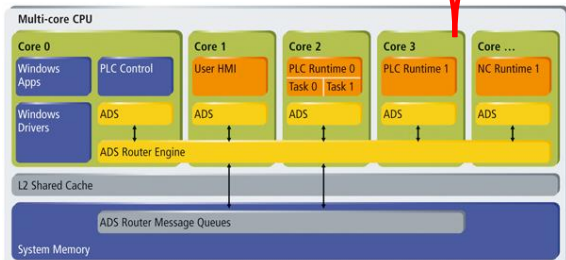 Multi-core CPU
Core 0
Core 1
Core 2
Core 3
Core ...
Windows
Apps
PLC Control
User HMI
PLC Runtime 0
Task 0
Task 1
PLC Runtime 1
NC Runtime 1
Windows
Drivers
ADS
ADS
ADS
ADS
ADS
ADS Router Engine
L2 Shared Cache
ADS Router Message Queues
System Memory